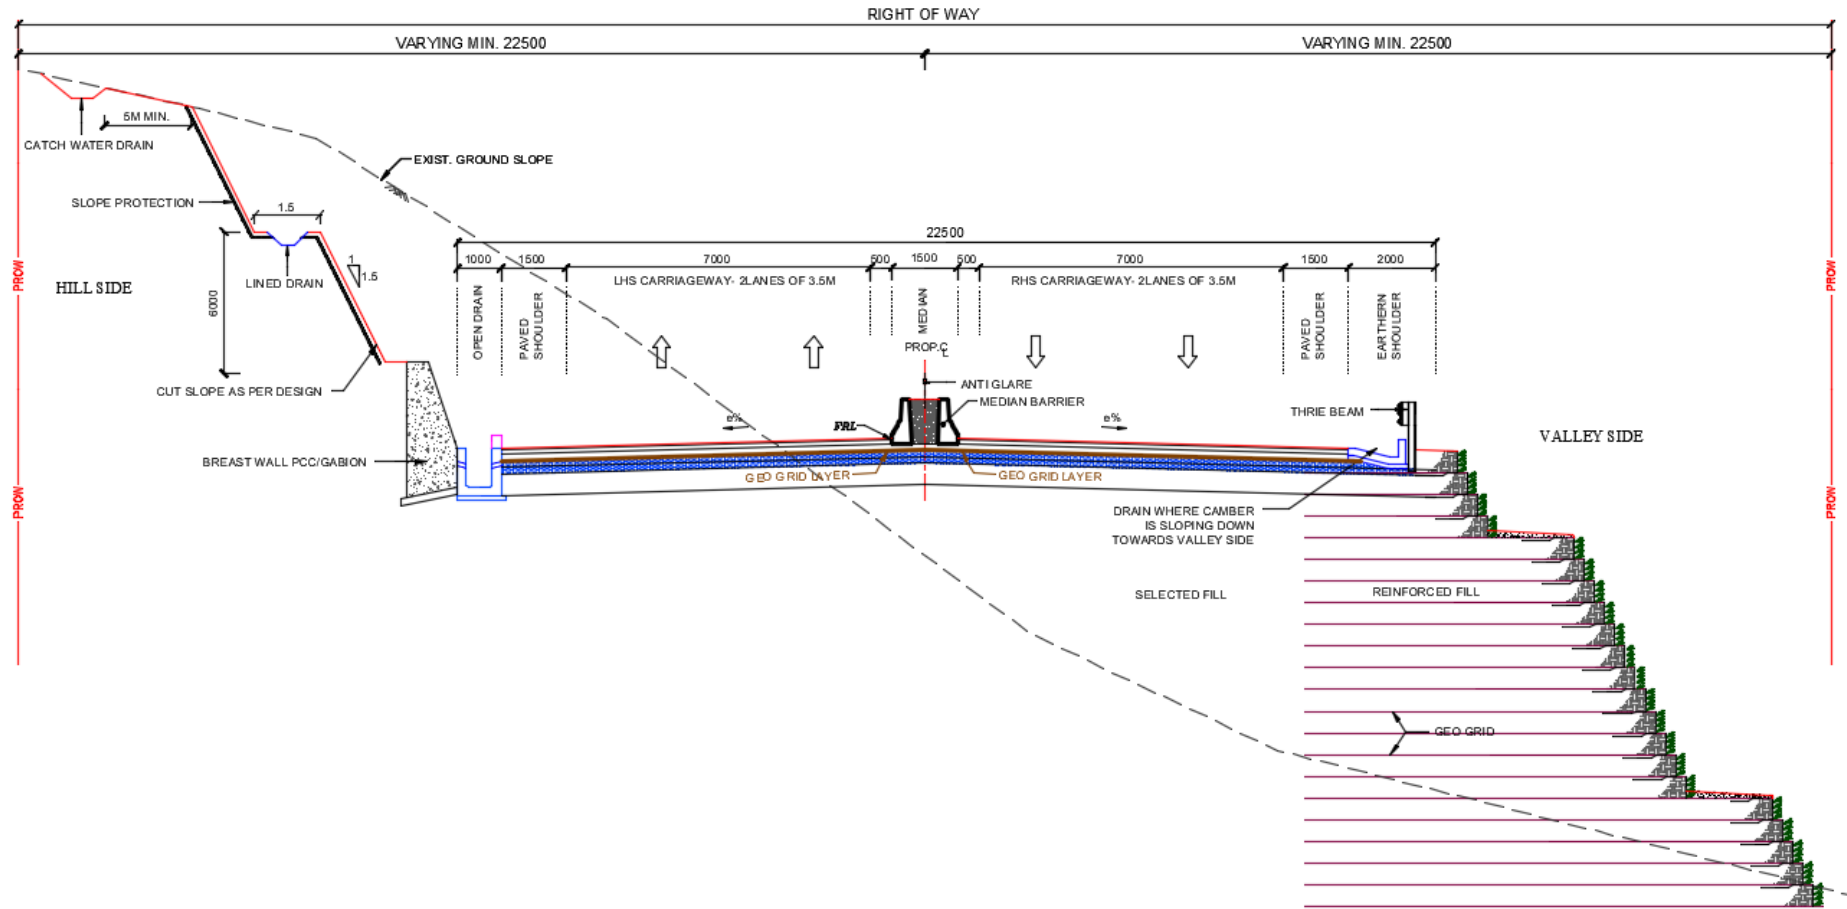 RIGHT OF WAY
VARYING MIN. 22500
VARYING MIN. 22500
5M MIN.
CATCH WATER DRAIN
EXIST. GROUND SLOPE
SLOPE PROTECTION
1.5
22500
1000
1500
7000
500
1500
500
7000
1500
2000
LHS CARRIAGEWAY- 2LANES OF 3.5M
RHS CARRIAGEWAY- 2LANES OF 3.5M
1
1.5
LINED DRAIN
6000
HILL SIDE
PROW
PROW
PROW
PROW
OPEN DRAIN
PAVED
SHOULDER
MEDIAN
PAVED
SHOULDER
EARTHERN
SHOULDER
PROP.CL
CUT SLOPE AS PER DESIGN
ANTI GLARE
MEDIAN BARRIER
THRIE BEAM
e%
FRL
e%
VALLEY SIDE
BREAST WALL PCC/GABION
GEO GRID LAYER
GEO GRID LAYER
DRAIN WHERE CAMBER
IS SLOPING DOWN
TOWARDS VALLEY SIDE
SELECTED FILL
REINFORCED FILL
GEO GRID